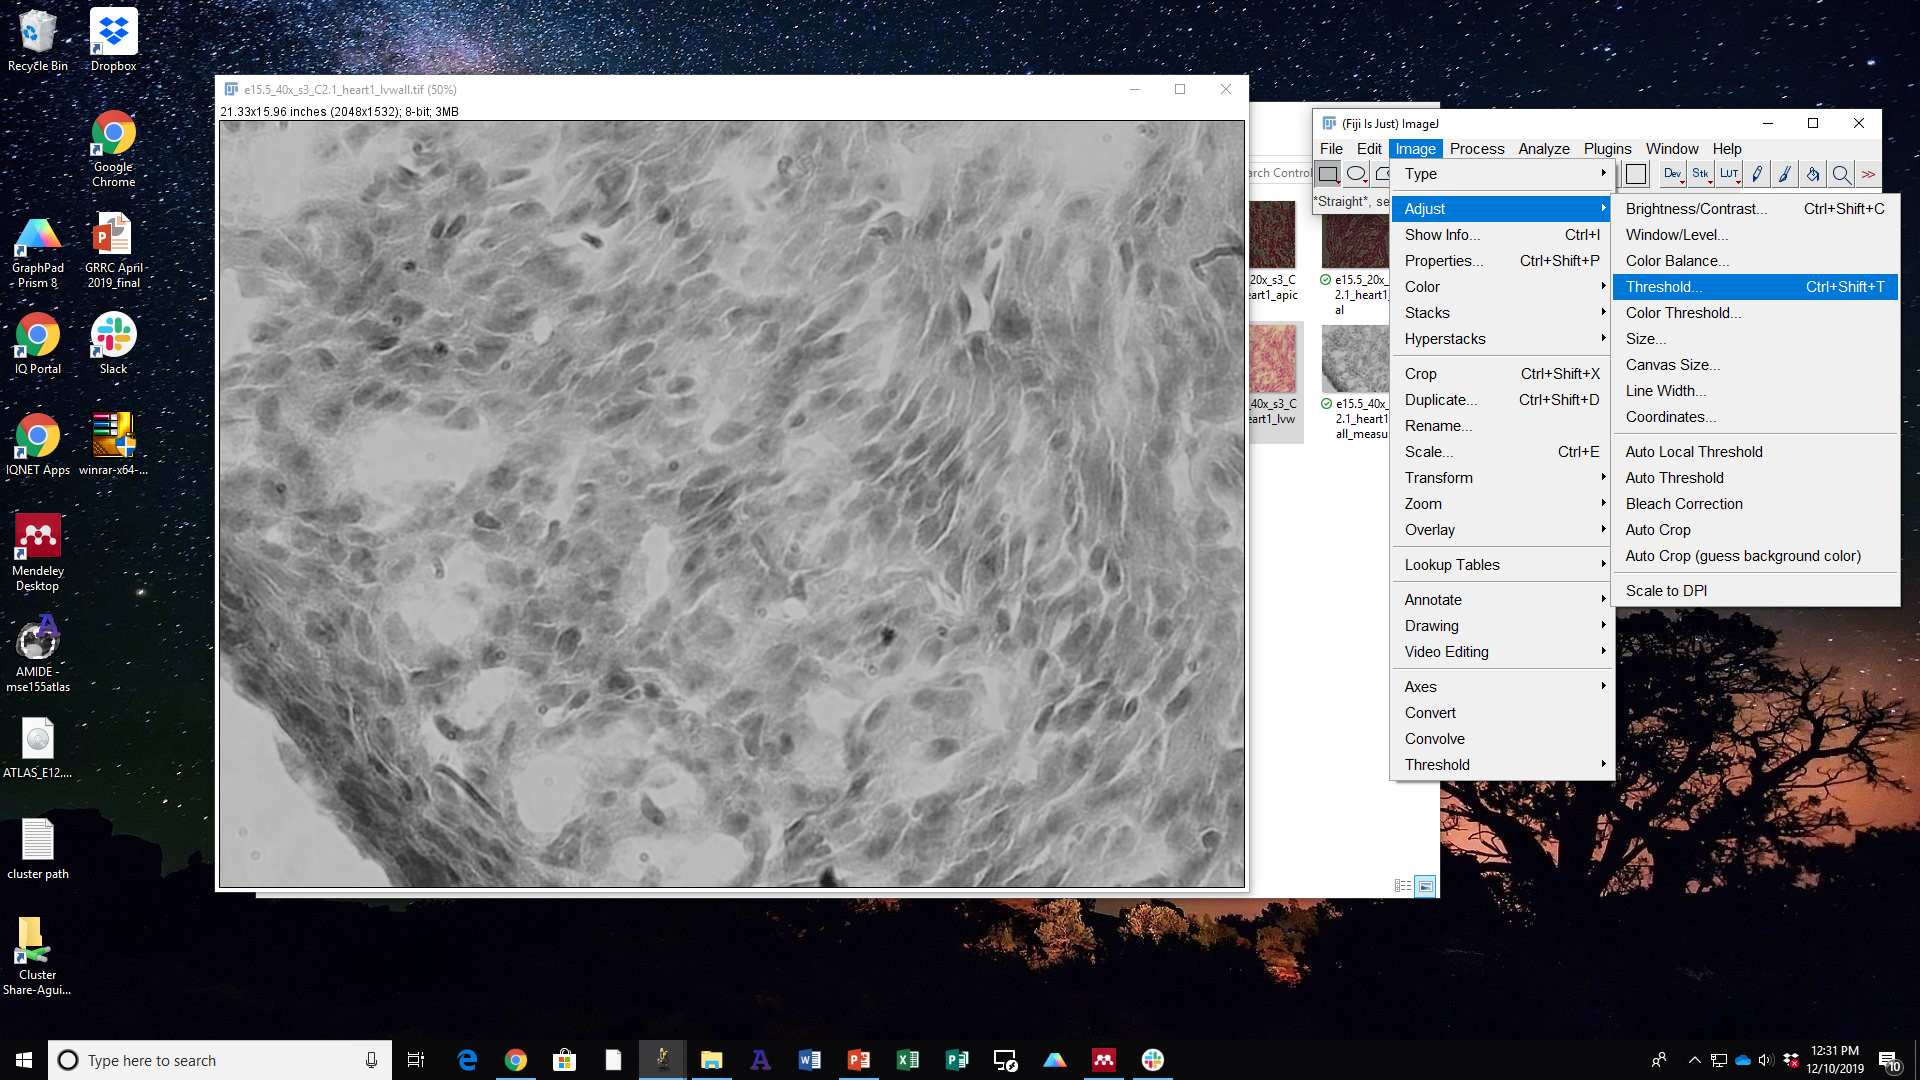 Recycle Bin
Dropbox
Google
Chrome
GraphPad
Prism 8
GRRC April
2019_final
IQ Portal
Slack
IQNET Apps
winrar-x64-...
Mendeley
Desktop
AMIDE -
mse155atlas
ATLAS_E12....
cluster path
Cluster
Share-Agui...
e15.5_40x_s3_C2.1_heart1_lvwall.tif (50%)
21.33x15.96 inches (2048x1532); 8-bit; 3MB
arch Control
20x_s3_C
eart1_apic
e15.5_20x_
2.1_heart1_
al
_40x_s3_C
eart1_lvw
e15.5_40x_
2.1_heart1_
all_measu
(Fiji Is Just) ImageJ
File Edit Image Process Analyze Plugins Window Help
Dev Stk LUT >>
*Straight*, se
Type
Adjust
Show Info... Ctrl+I
Properties... Ctrl+Shift+P
Color
Stacks
Hyperstacks
Crop Ctrl+Shift+X
Duplicate... Ctrl+Shift+D
Rename...
Scale... Ctrl+E
Transform
Zoom
Overlay
Lookup Tables
Annotate
Drawing
Video Editing
Axes
Convert
Convolve
Threshold
Brightness/Contrast... Ctrl+Shift+C
Window/Level...
Color Balance...
Threshold... Ctrl+Shift+T
Color Threshold...
Size...
Canvas Size...
Line Width...
Coordinates...
Auto Local Threshold
Auto Threshold
Bleach Correction
Auto Crop
Auto Crop (guess background color)
Scale to DPI
Type here to search
12:31 PM
12/10/2019
10